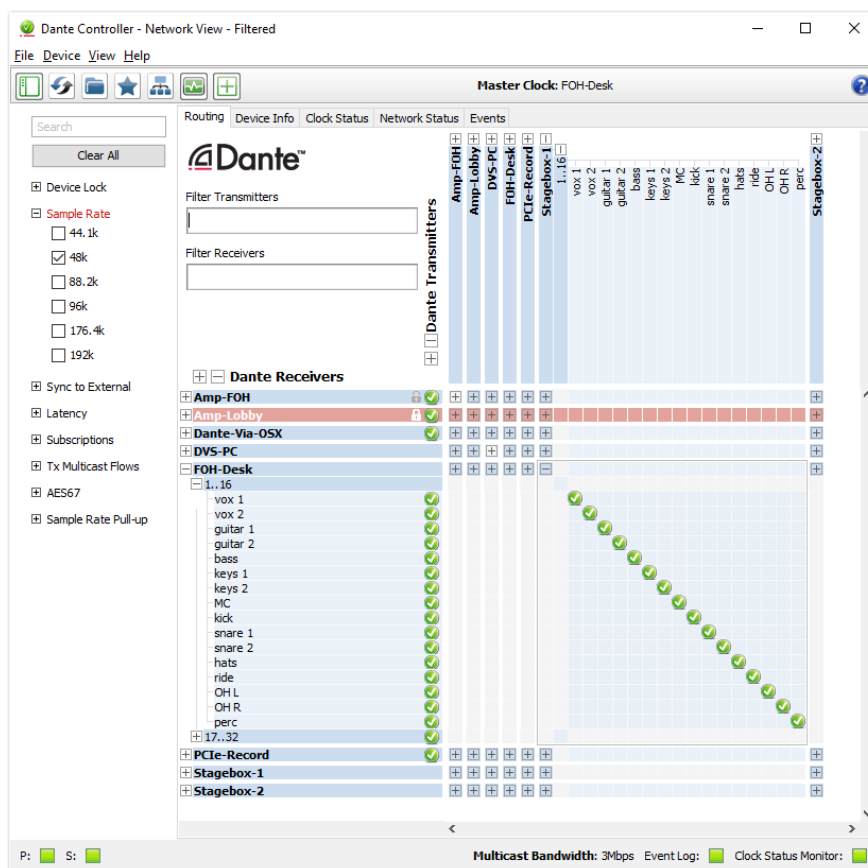 Dante Controller - Network View - Filtered
File Device View Help
Master Clock: FOH-Desk
Search
Clear All
Device Lock
Sample Rate
44.1k
48k
88.2k
96k
176.4k
192k
Sync to External
Latency
Subscriptions
Tx Multicast Flows
AES67
Sample Rate Pull-up
Routing Device Info Clock Status Network Status Events
Dante™
Filter Transmitters
Filter Receivers
Dante Transmitters
Amp-FOH
Amp-Lobby
DVS-PC
FOH-Desk
PCIe-Record
Stagebox-1
1..16
vox 1
vox 2
guitar 1
guitar 2
bass
keys 1
keys 2
MC
kick
snare 1
snare 2
hats
ride
OH L
OH R
perc
Stagebox-2
Dante Receivers
Amp-FOH
Amp-Lobby
Dante-Via-OSX
DVS-PC
FOH-Desk
1..16
vox 1
vox 2
guitar 1
guitar 2
bass
keys 1
keys 2
MC
kick
snare 1
snare 2
hats
ride
OH L
OH R
perc
17..32
PCIe-Record
Stagebox-1
Stagebox-2
P: S: Multicast Bandwidth: 3Mbps Event Log: Clock Status Monitor: